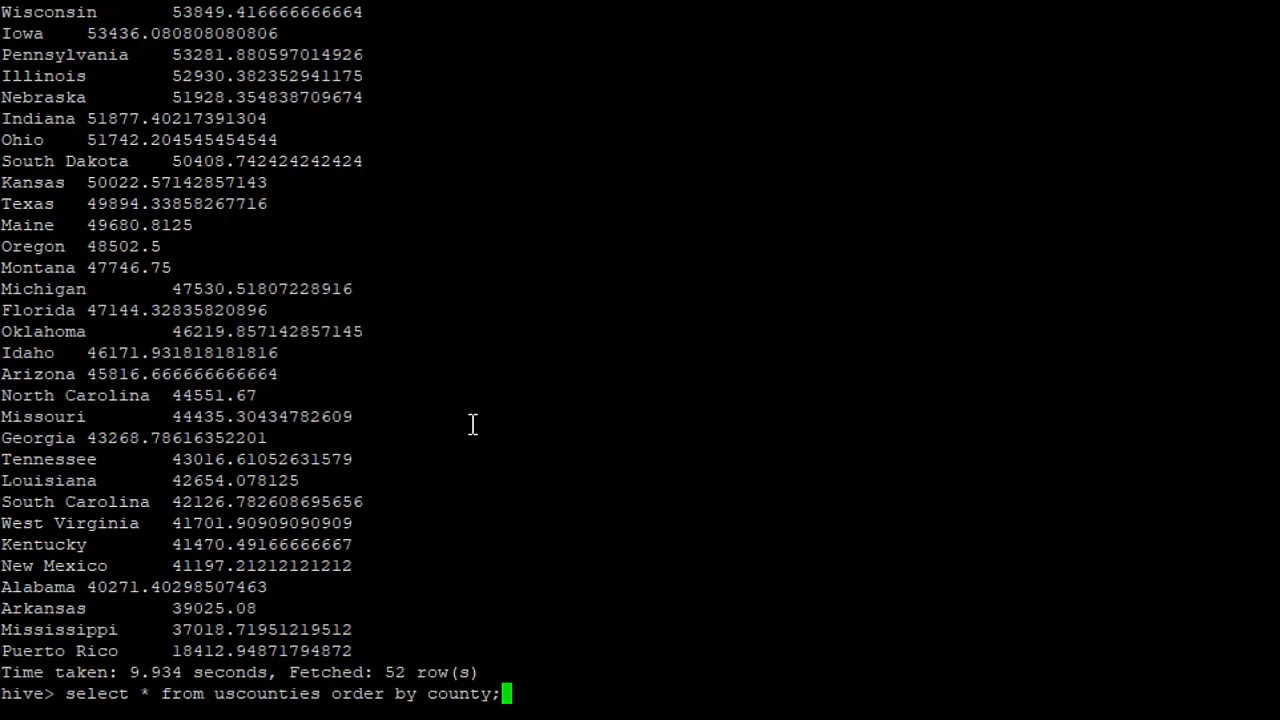 Wisconsin 53849.416666666664
Iowa 53436.080808080806
Pennsylvania 53281.880597014926
Illinois 52930.382352941175
Nebraska 51928.354838709674
Indiana 51877.40217391304
Ohio 51742.204545454544
South Dakota 50408.742424242424
Kansas 50022.57142857143
Texas 49894.33858267716
Maine 49680.8125
Oregon 48502.5
Montana 47746.75
Michigan 47530.51807228916
Florida 47144.32835820896
Oklahoma 46219.857142857145
Idaho 46171.931818181816
Arizona 45816.666666666664
North Carolina 44551.67
Missouri 44435.30434782609
Georgia 43268.78616352201
Tennessee 43016.61052631579
Louisiana 42654.078125
South Carolina 42126.782608695656
West Virginia 41701.90909090909
Kentucky 41470.49166666667
New Mexico 41197.21212121212
Alabama 40271.40298507463
Arkansas 39025.08
Mississippi 37018.71951219512
Puerto Rico 18412.94871794872
Time taken: 9.934 seconds, Fetched: 52 row(s)
hive> select * from uscounties order by county;